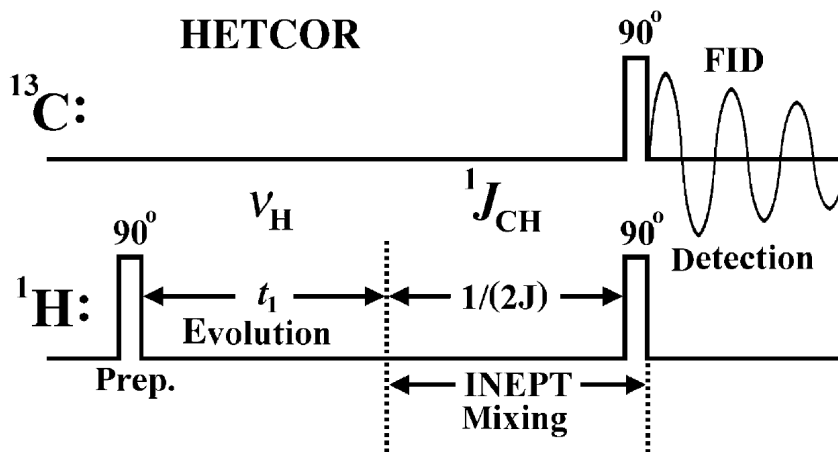 HETCOR
90°
FID
¹³C:
νH
¹JCH
90°
90°
Detection
¹H:
t₁
1/(2J)
Evolution
Prep.
INEPT
Mixing